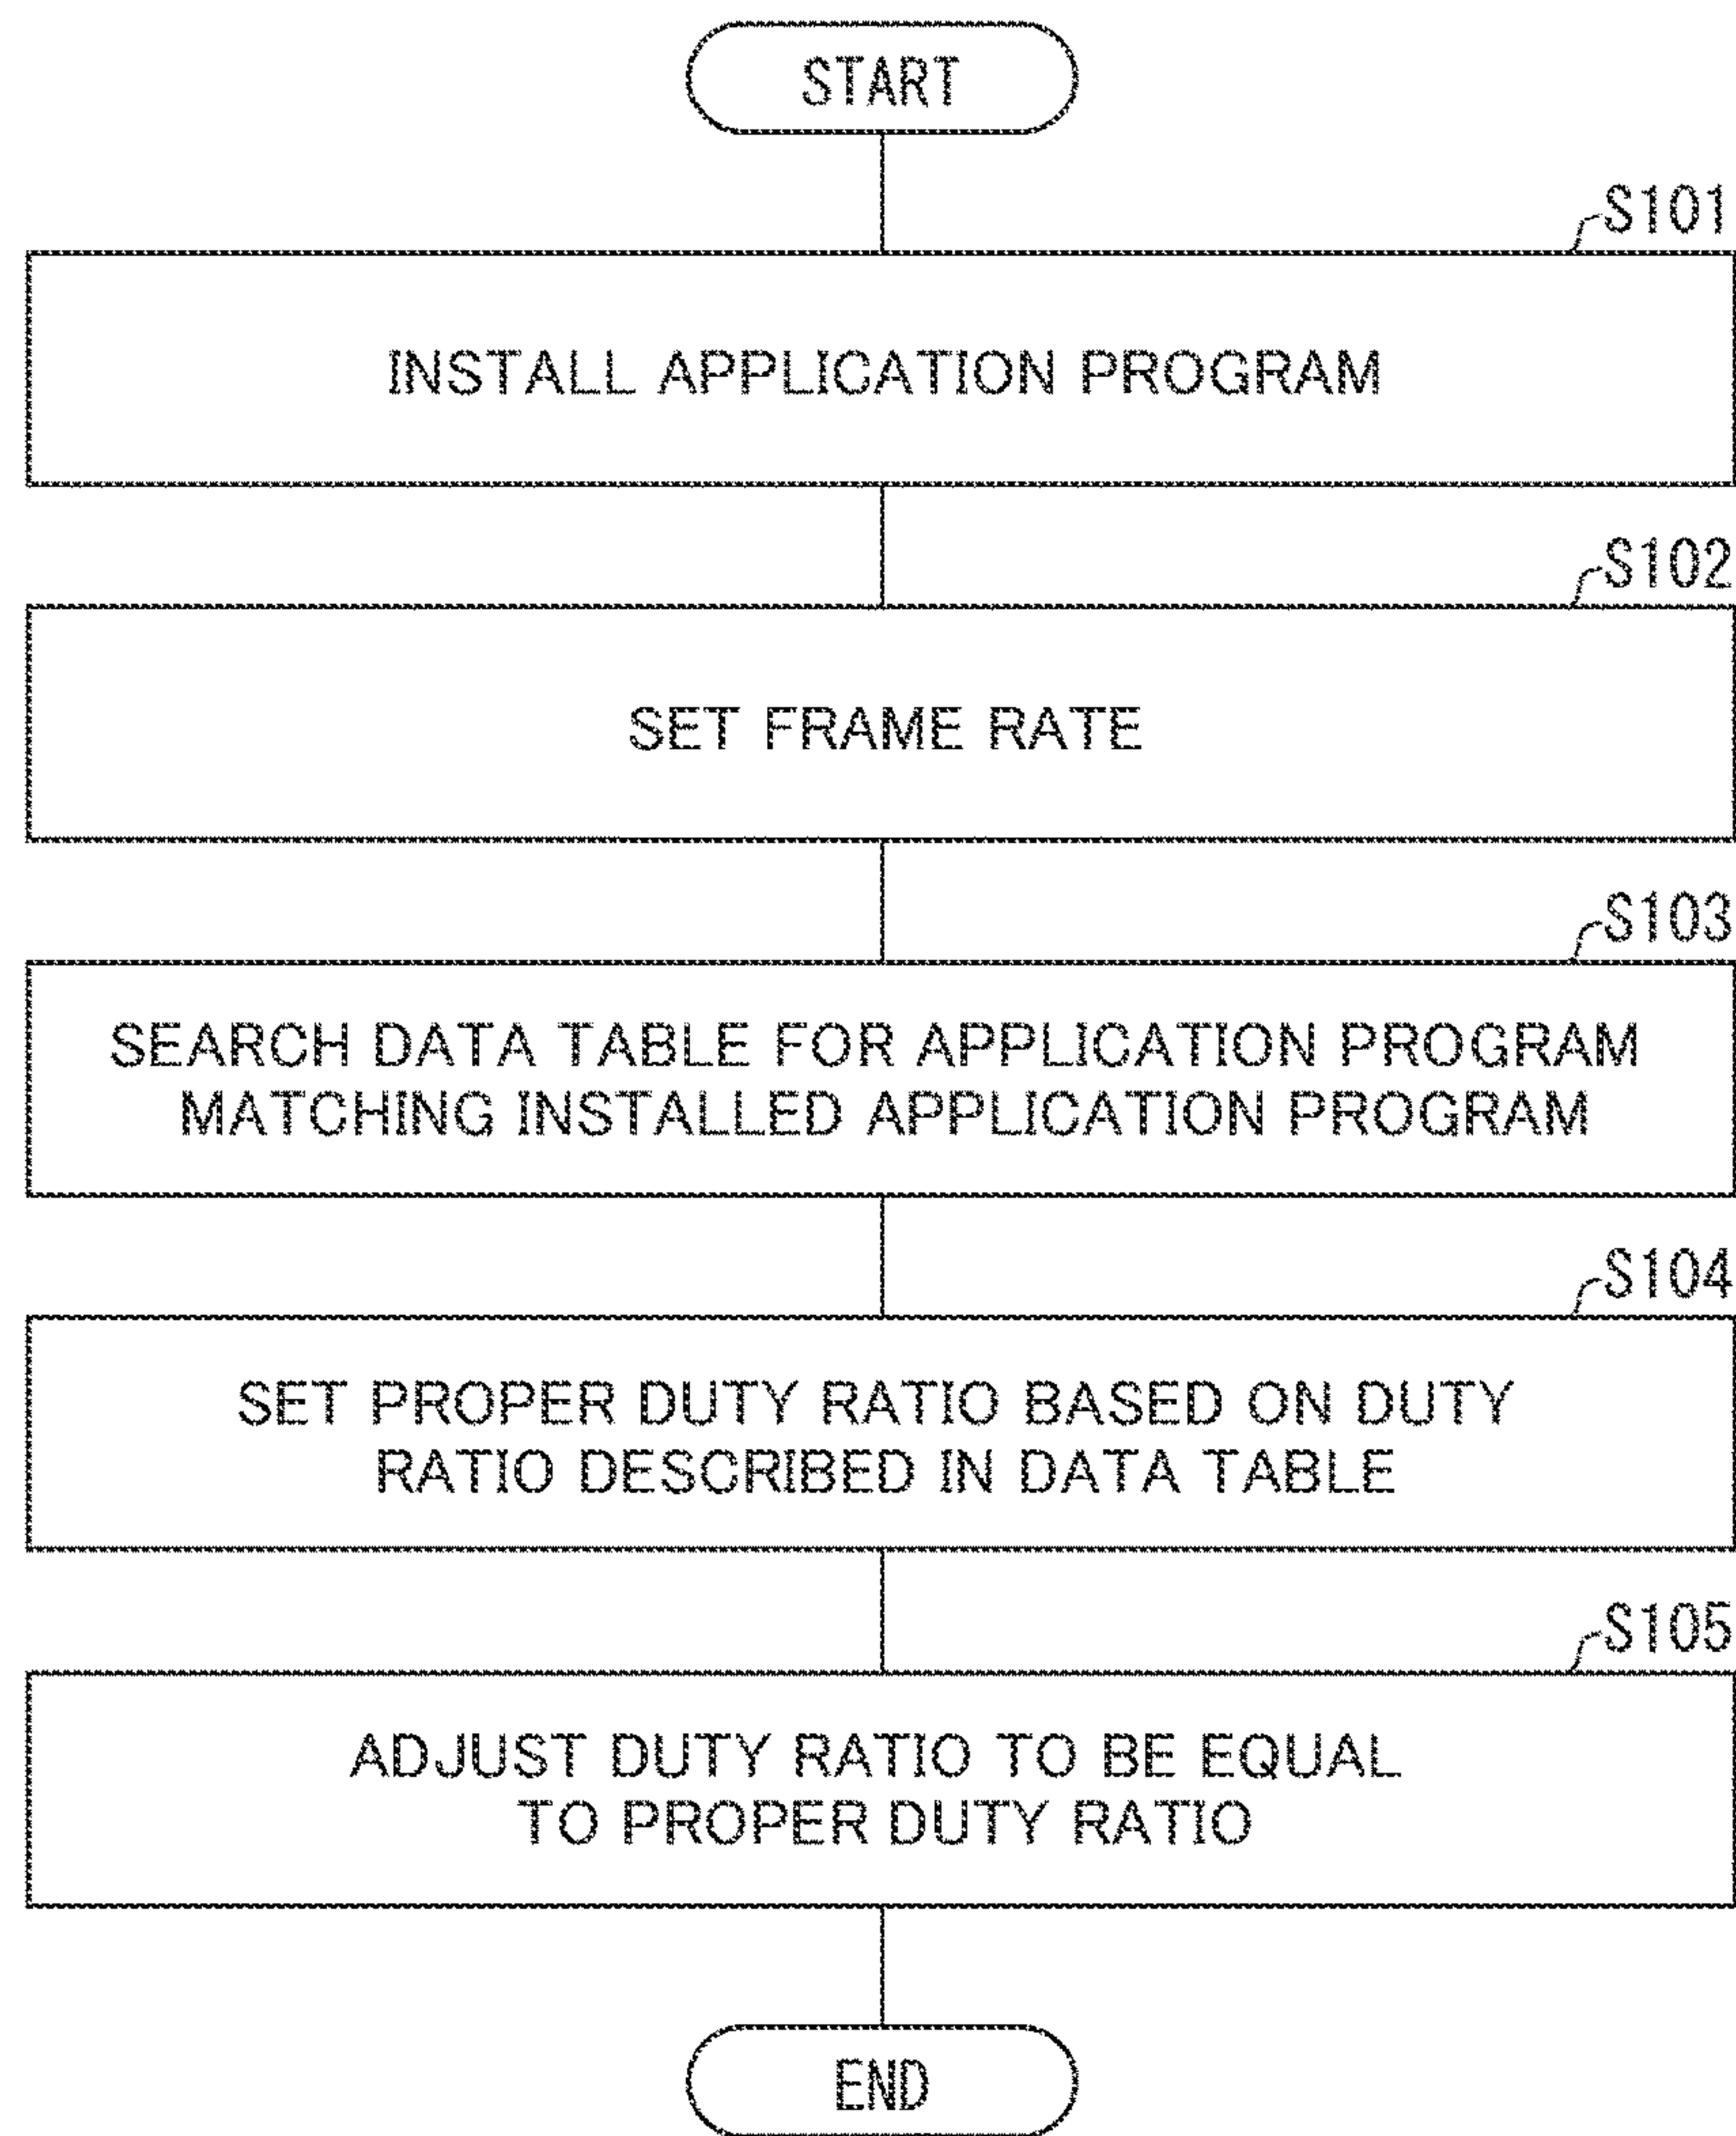 START
S101
INSTALL APPLICATION PROGRAM
S102
SET FRAME RATE
S103
SEARCH DATA TABLE FOR APPLICATION PROGRAM
MATCHING INSTALLED APPLICATION PROGRAM
S104
SET PROPER DUTY RATIO BASED ON DUTY
RATIO DESCRIBED IN DATA TABLE
S105
ADJUST DUTY RATIO TO BE EQUAL
TO PROPER DUTY RATIO
END